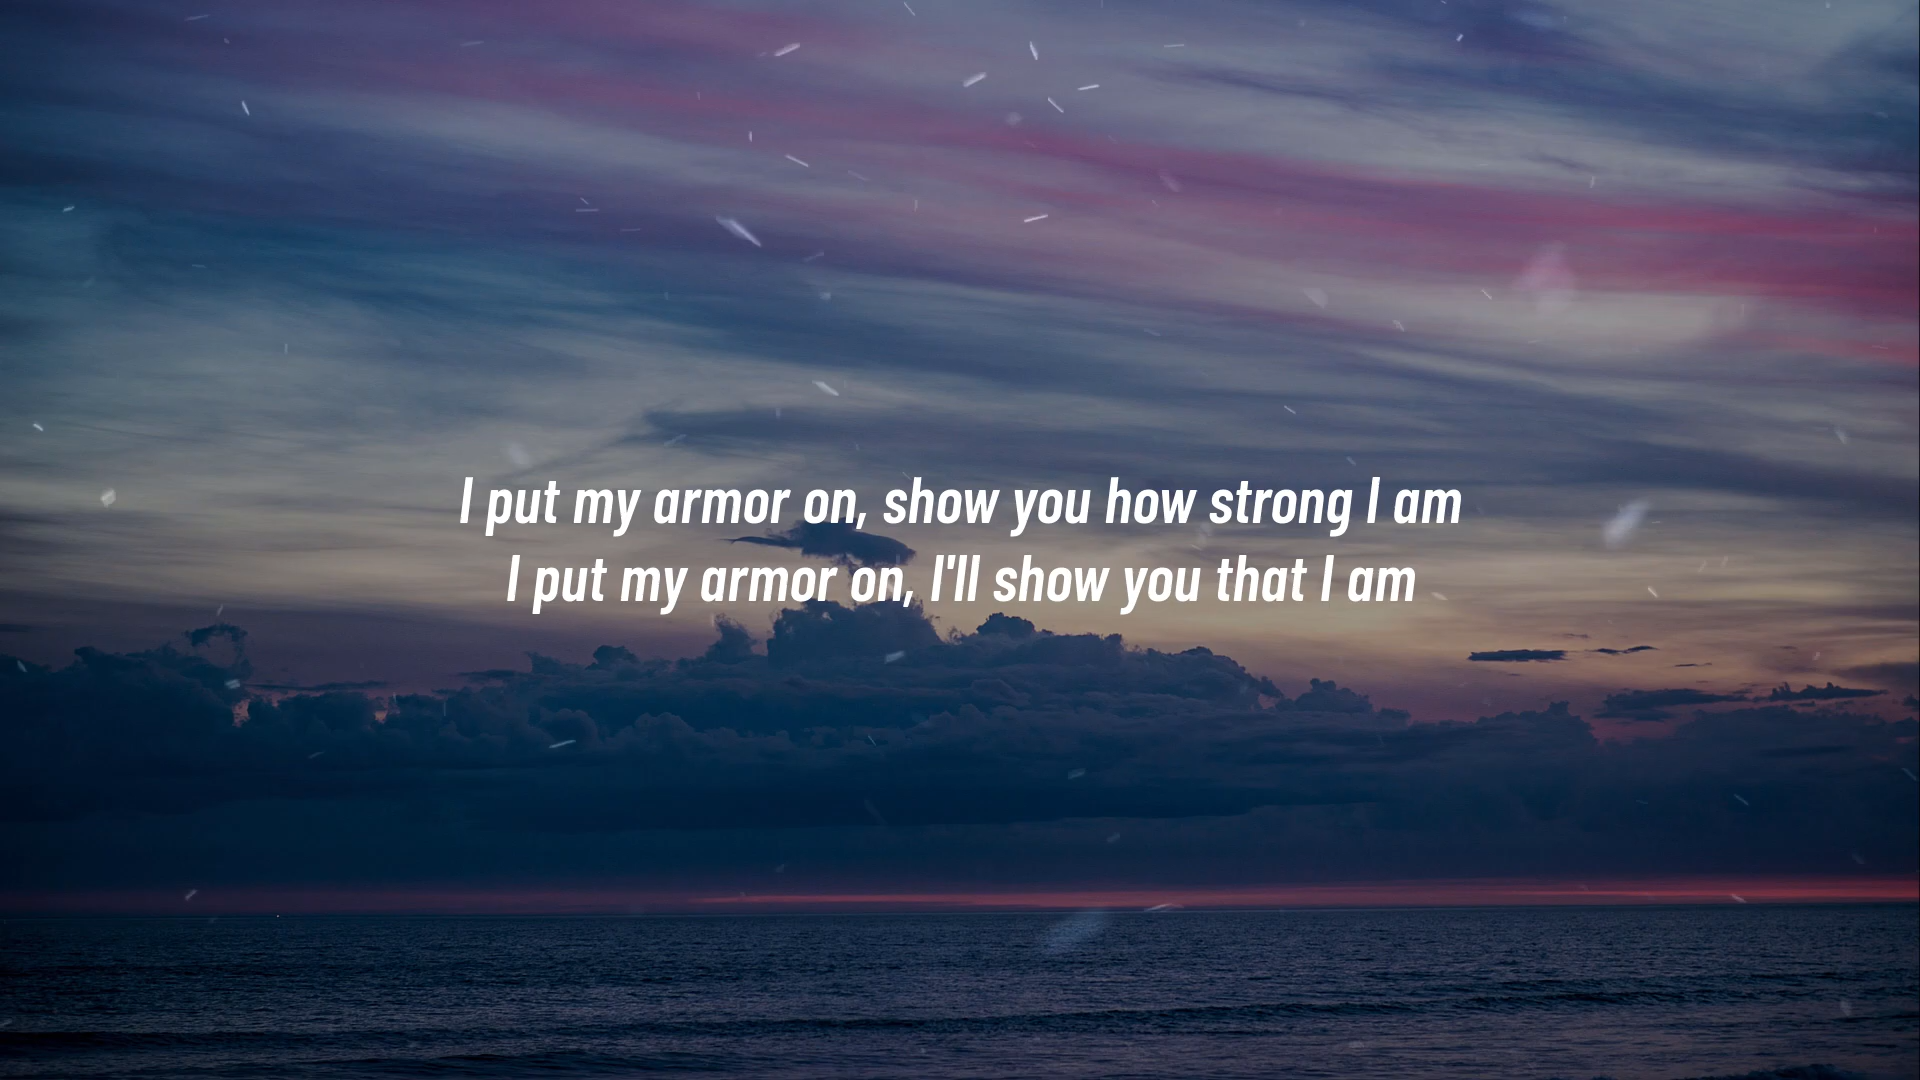 I put my armor on, show you how strong I am
I put my armor on, I'll show you that I am